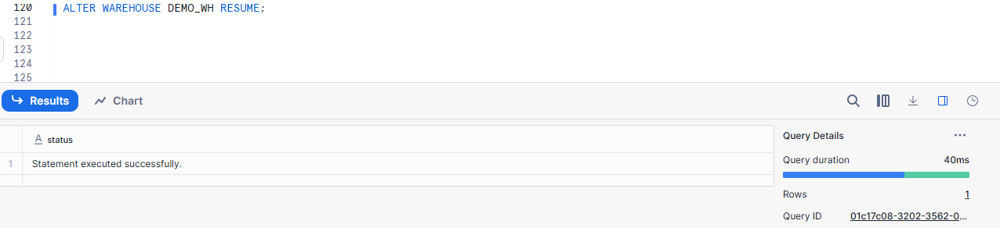 120 ALTER WAREHOUSE DEMO_WH RESUME;
121
122
123
124
125
Results Chart
A status
1 Statement executed successfully.
Query Details ...
Query duration 40ms
Rows 1
Query ID 01c17c08-3202-3562-0...